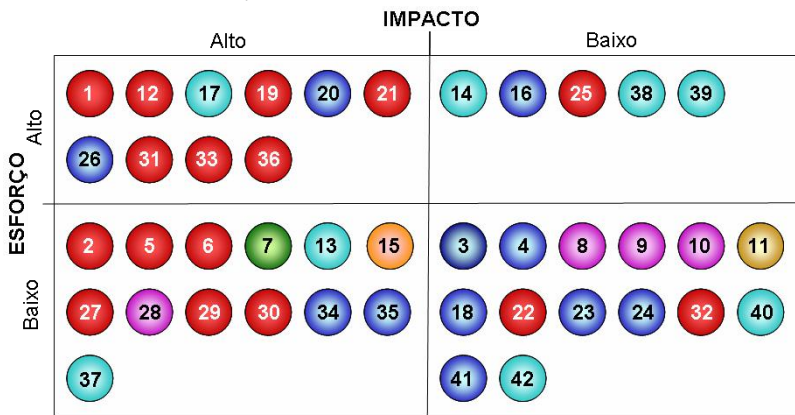 IMPACTO
Alto Baixo
ESFORÇO
Alto
1 12 17 19 20 21 14 16 25 38 39
26 31 33 36
Baixo
2 5 6 7 13 15 3 4 8 9 10 11
27 28 29 30 34 35 18 22 23 24 32 40
37 41 42